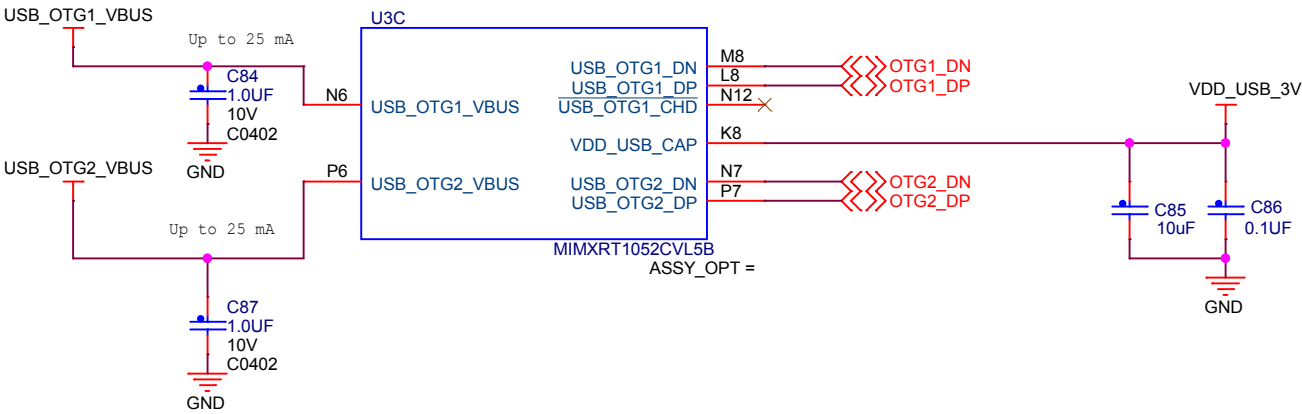 USB_OTG1_VBUS
Up to 25 mA
C84
1.0UF
10V
C0402
GND
USB_OTG2_VBUS
Up to 25 mA
C87
1.0UF
10V
C0402
GND
U3C
N6
USB_OTG1_VBUS
P6
USB_OTG2_VBUS
USB_OTG1_DN
M8
OTG1_DN
USB_OTG1_DP
L8
OTG1_DP
USB_OTG1_CHD
N12
VDD_USB_CAP
K8
USB_OTG2_DN
N7
OTG2_DN
USB_OTG2_DP
P7
OTG2_DP
MIMXRT1052CVL5B
ASSY_OPT =
VDD_USB_3V
C85
10uF
C86
0.1UF
GND